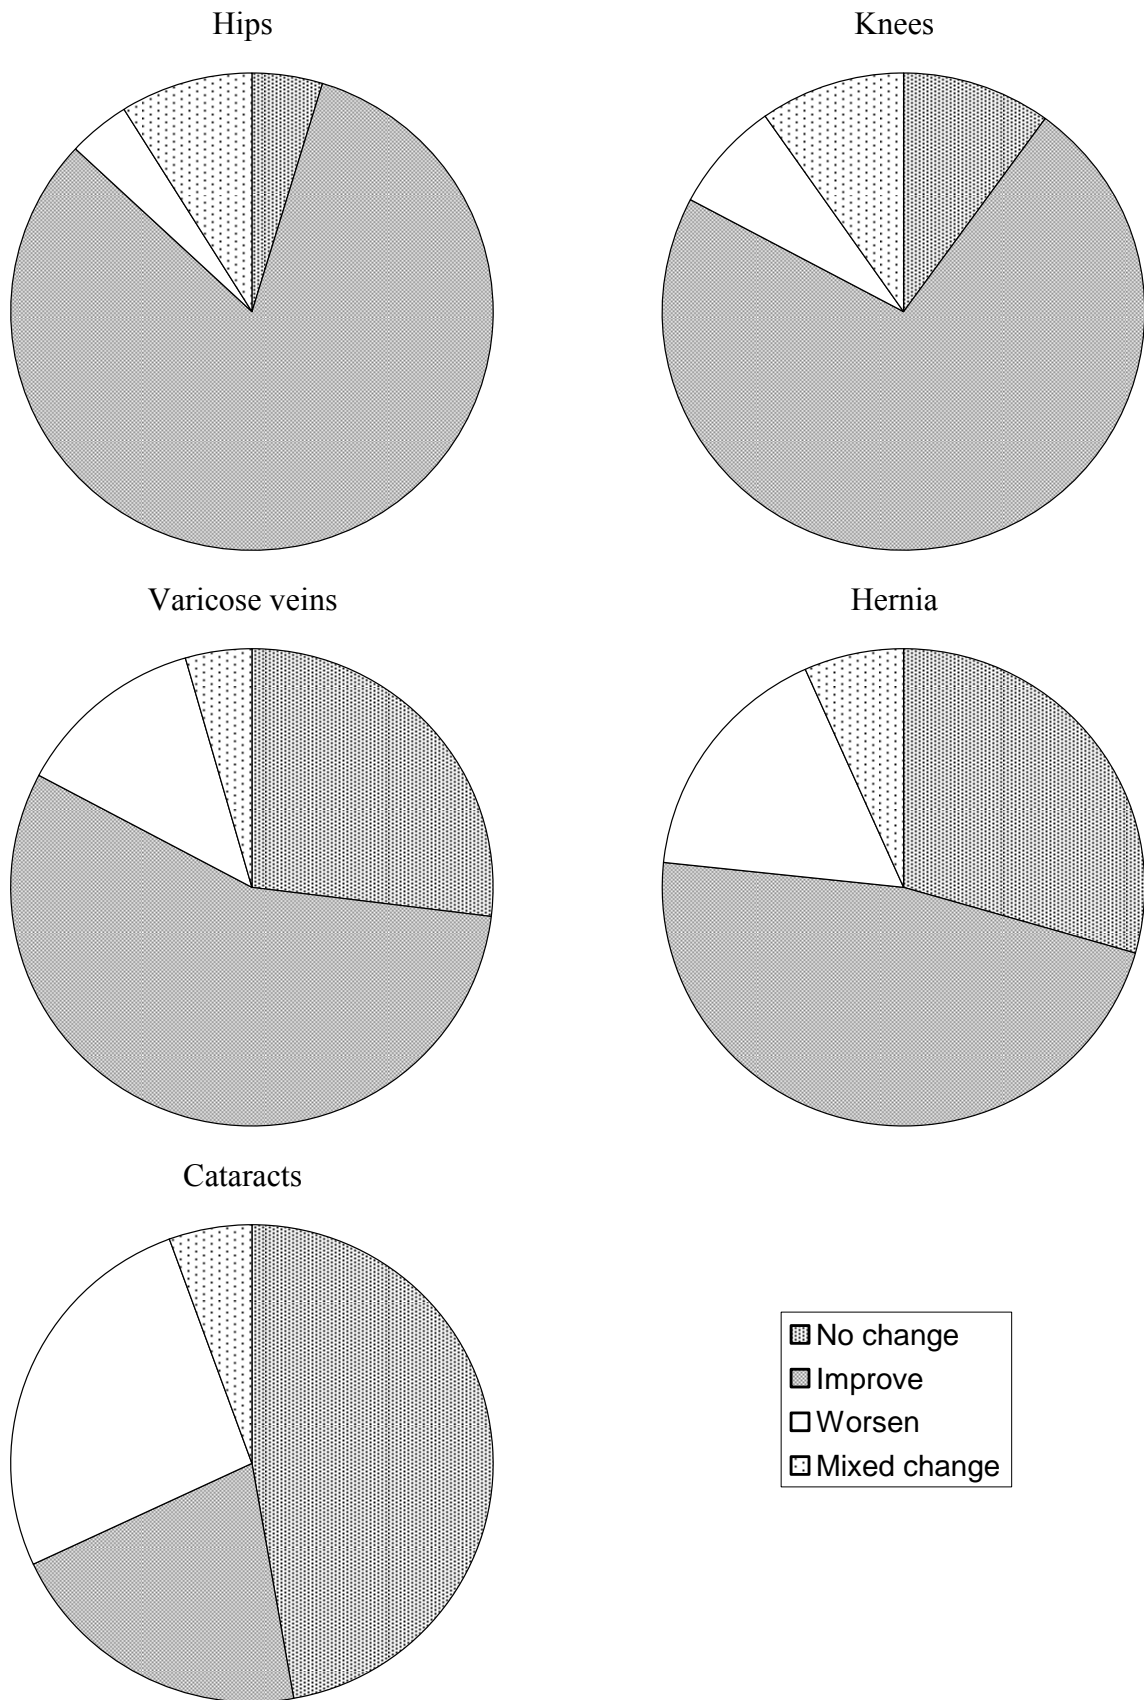 Hips
Knees
Varicose veins
Hernia
Cataracts
No change
Improve
Worsen
Mixed change